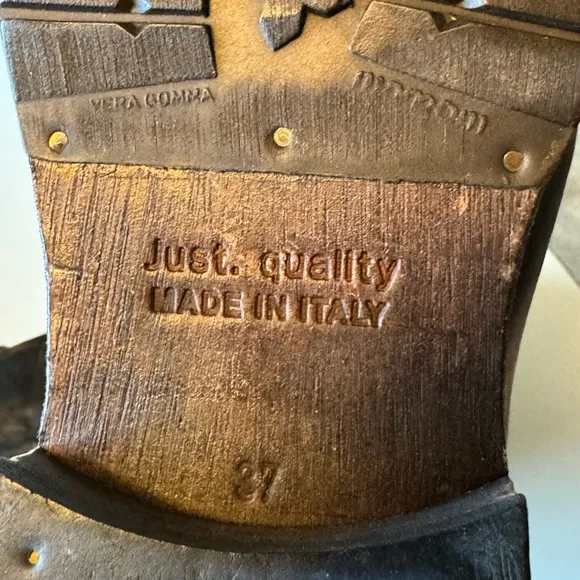 VERA GOMMA
Just. quality
MADE IN ITALY
37